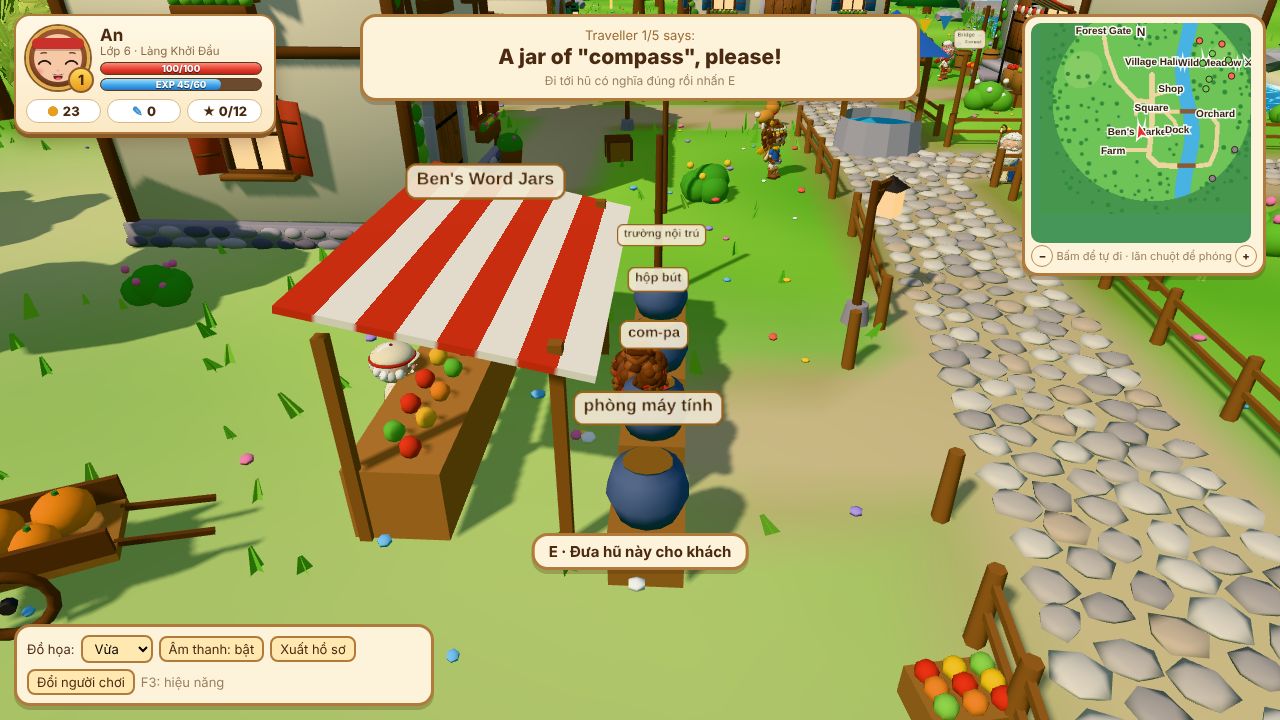 An
Lớp 6 · Làng Khởi Đầu
100/100
EXP 45/60
1
23
0
0/12
Traveller 1/5 says:
A jar of "compass", please!
Đi tới hũ có nghĩa đúng rồi nhấn E
Forest Gate
N
Village Hall
Wild Meadow
Shop
Square
Orchard
Ben's
Dock
Farm
Bấm để tự đi · lăn chuột để phóng
Ben's Word Jars
trường nội trú
hộp bút
com-pa
phòng máy tính
E · Đưa hũ này cho khách
Đồ họa:
Vừa
Âm thanh: bật
Xuất hồ sơ
Đổi người chơi
F3: hiệu năng